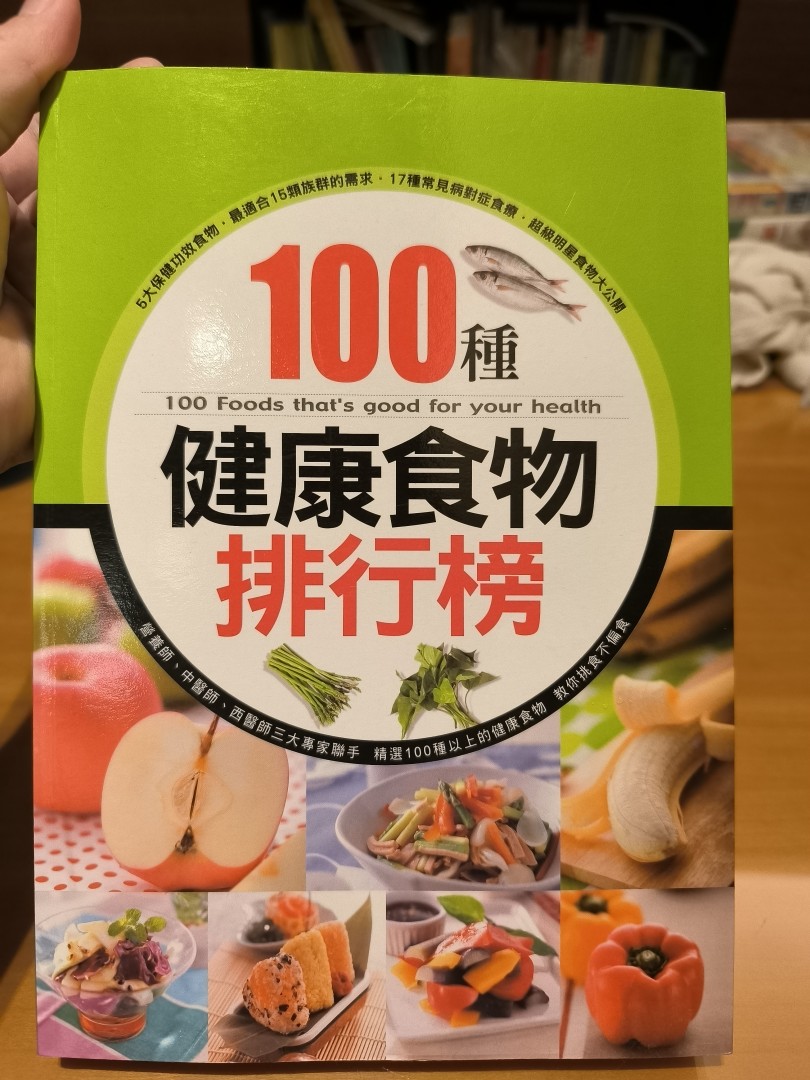 5大保健功效食物．最適合15類族群的需求．17種常見病對症食療．超級明星食物大公開
100種
100 Foods that's good for your health
健康食物
排行榜
營養師、中醫師、西醫師三大專家聯手 精選100種以上的健康食物 教你挑食不偏食